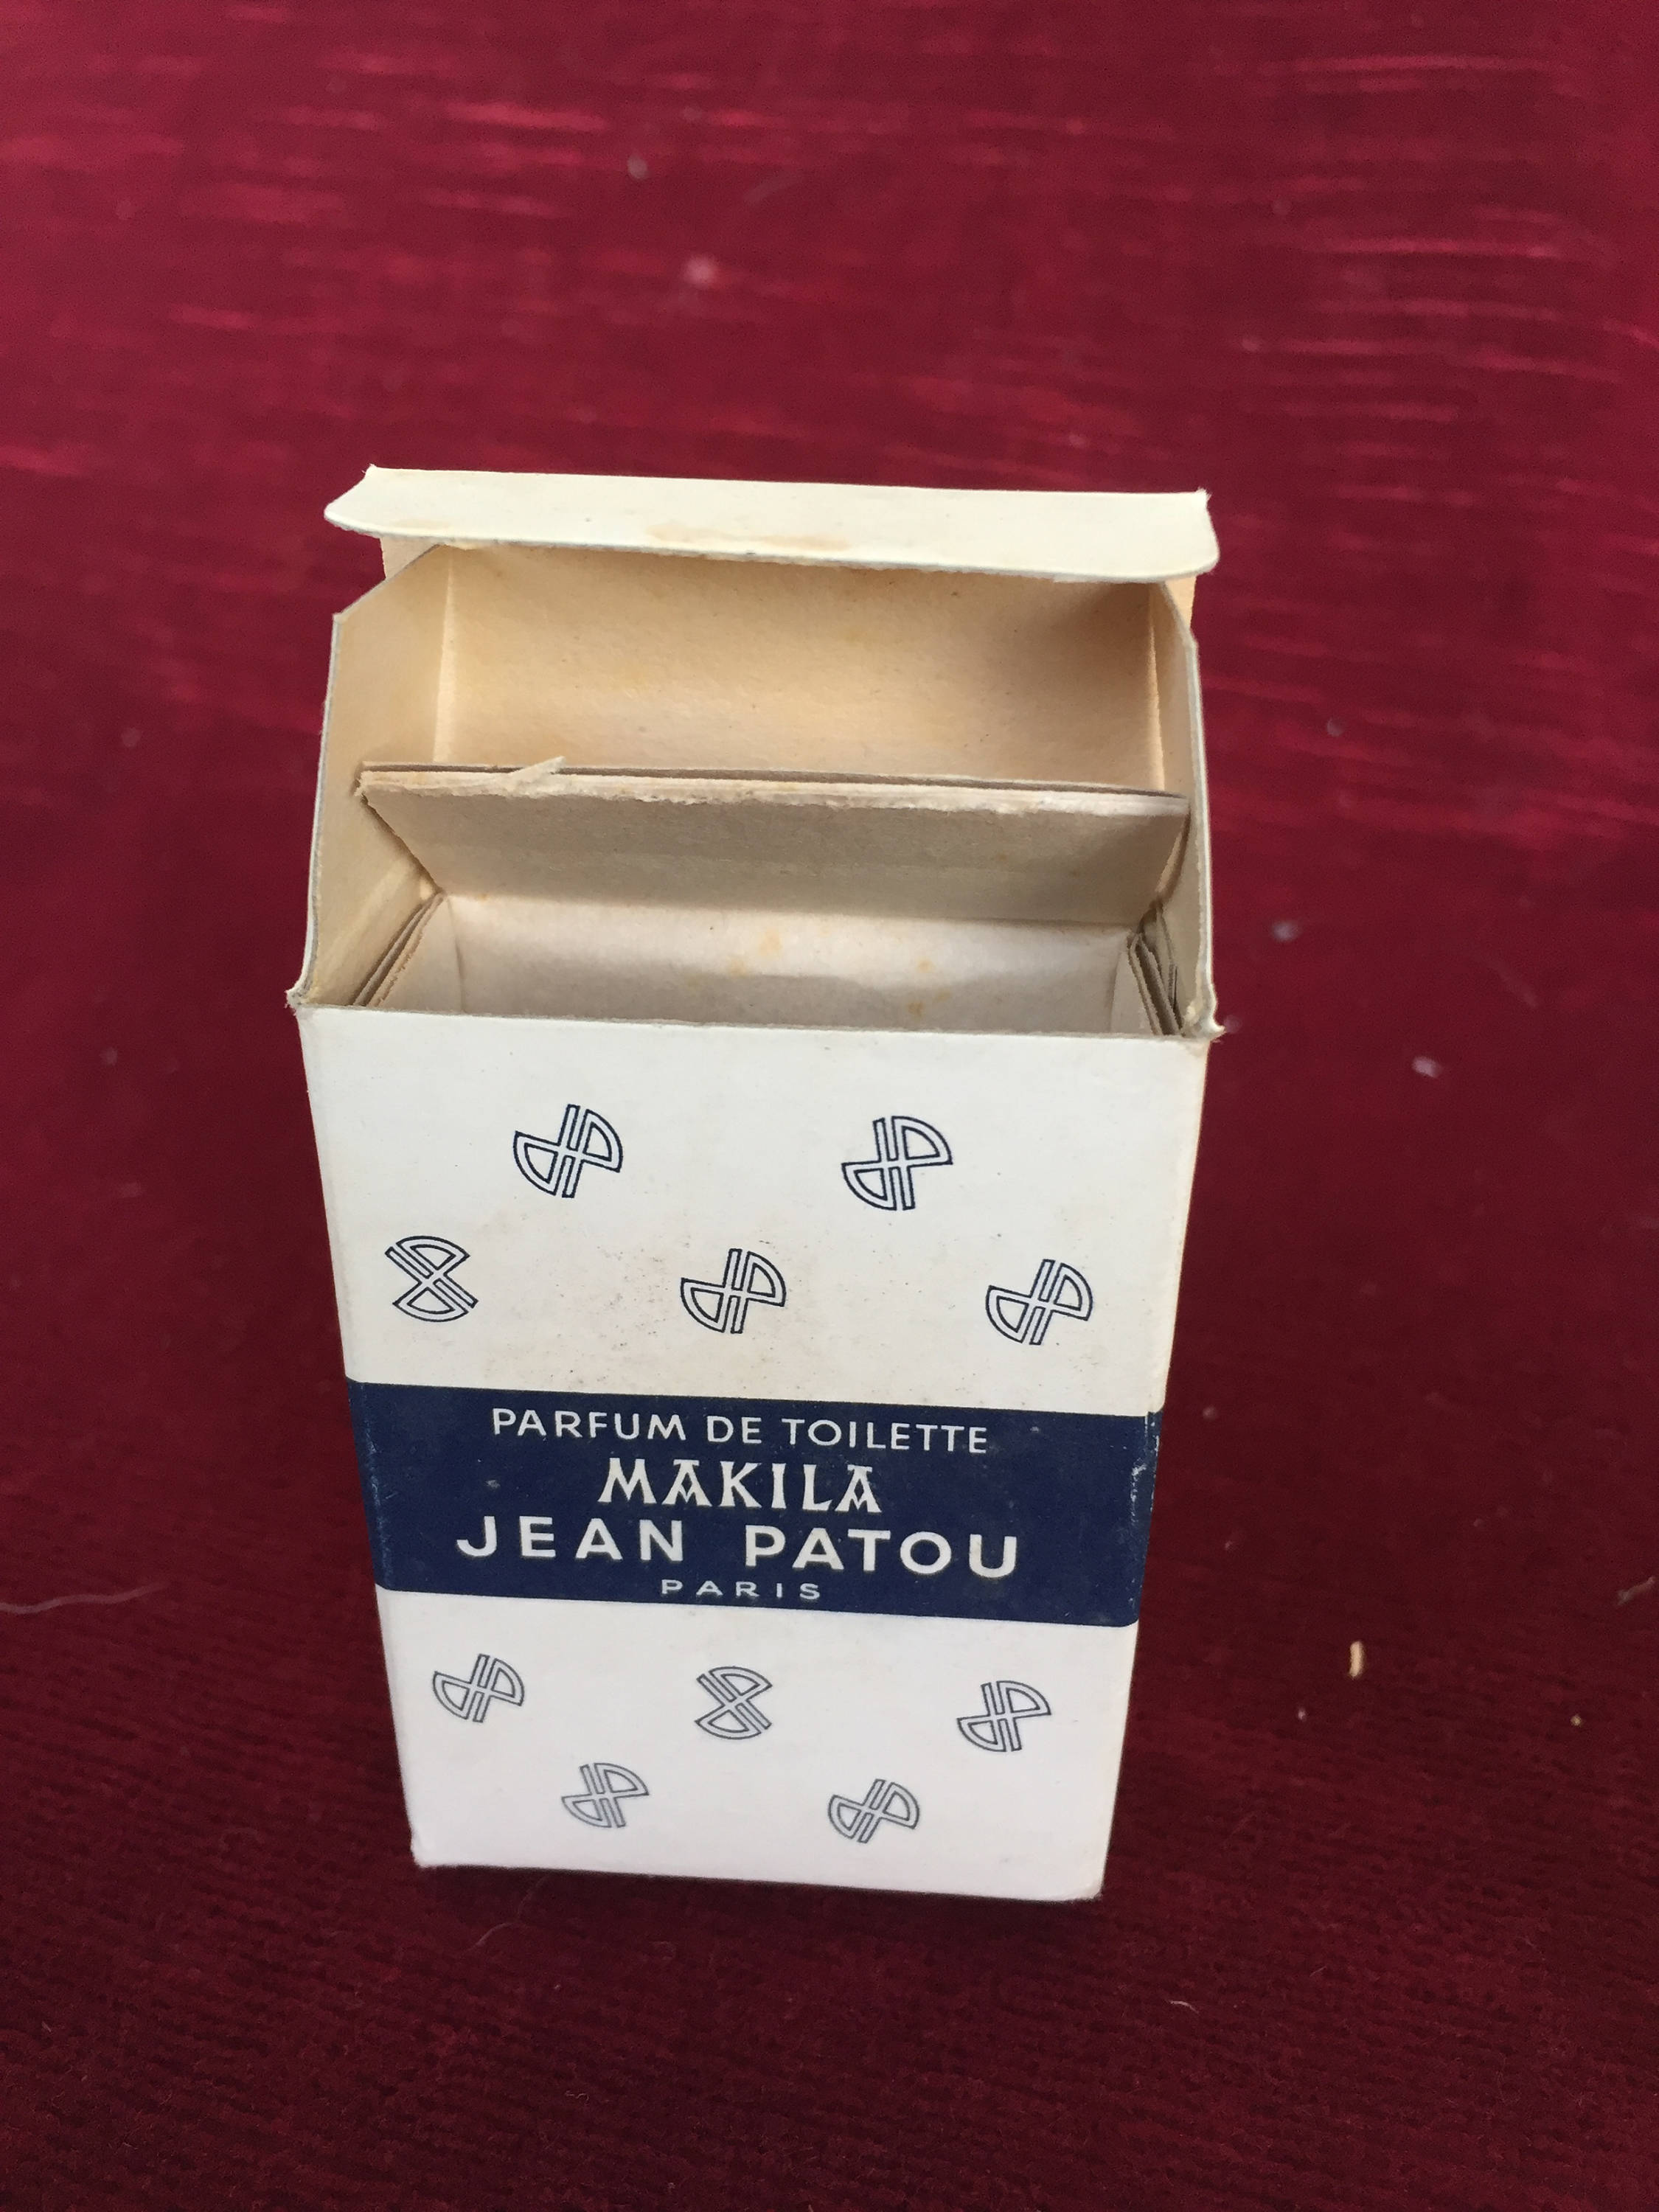 PARFUM DE TOILETTE
MAKILA
JEAN PATOU
PARIS